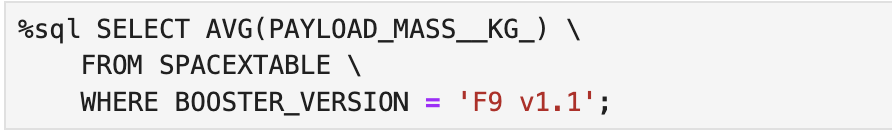 %sql SELECT AVG(PAYLOAD_MASS__KG_) \
    FROM SPACEXTABLE \
    WHERE BOOSTER_VERSION = 'F9 v1.1';